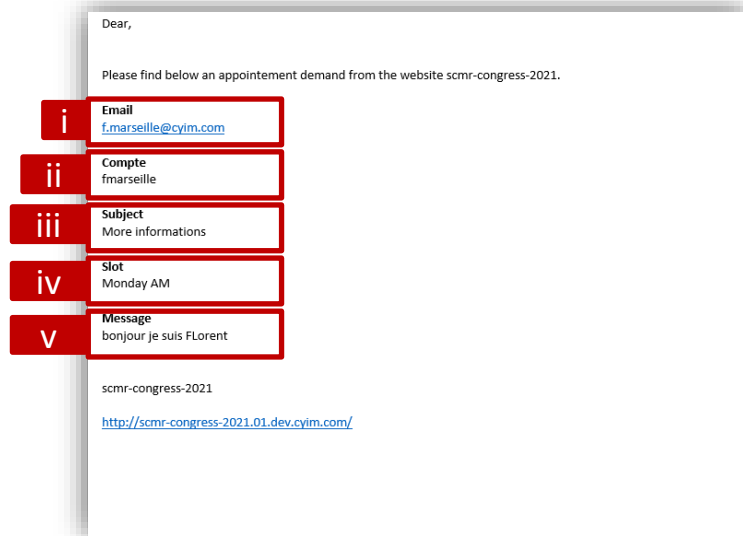 Dear,
Please find below an appointement demand from the website scmr-congress-2021.
i
Email
f.marseille@cyim.com
ii
Compte
fmarseille
iii
Subject
More informations
iv
Slot
Monday AM
v
Message
bonjour je suis FLorent
scmr-congress-2021
http://scmr-congress-2021.01.dev.cyim.com/